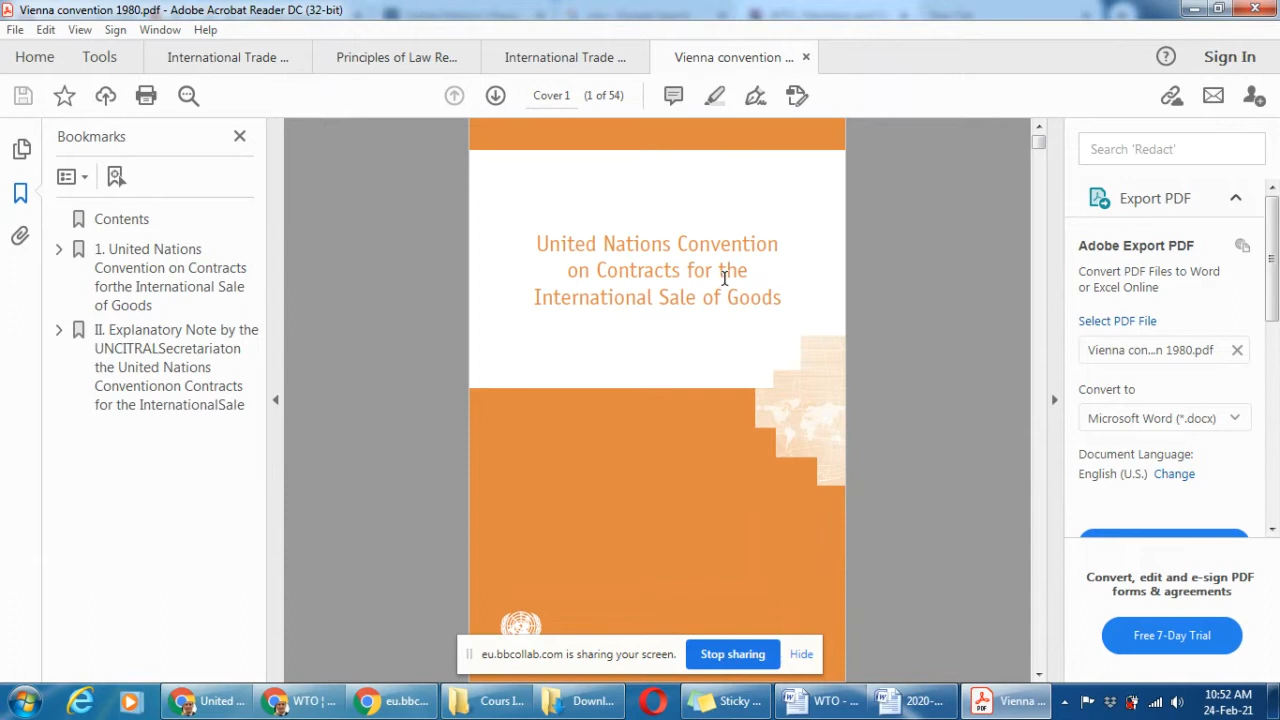 Vienna convention 1980.pdf - Adobe Acrobat Reader DC (32-bit)
File Edit View Sign Window Help
Home Tools International Trade ... Principles of Law Re... International Trade ... Vienna convention ... Sign In
Cover1 (1 of 54)
Bookmarks
Contents
1. United Nations
Convention on Contracts
forthe International Sale
of Goods
II. Explanatory Note by the
UNCITRALSecretariaton
the United Nations
Conventionon Contracts
for the InternationalSale
United Nations Convention
on Contracts for the
International Sale of Goods
Search 'Redact'
Export PDF
Adobe Export PDF
Convert PDF Files to Word
or Excel Online
Select PDF File
Vienna con...n 1980.pdf
Convert to
Microsoft Word (*.docx)
Document Language:
English (U.S.) Change
Convert, edit and e-sign PDF
forms & agreements
Free 7-Day Trial
eu.bbcollab.com is sharing your screen. Stop sharing Hide
United ... WTO | ... eu.bbc... Cours I... Downl... Sticky ... WTO - ... 2020-... Vienna ...
10:52 AM
24-Feb-21